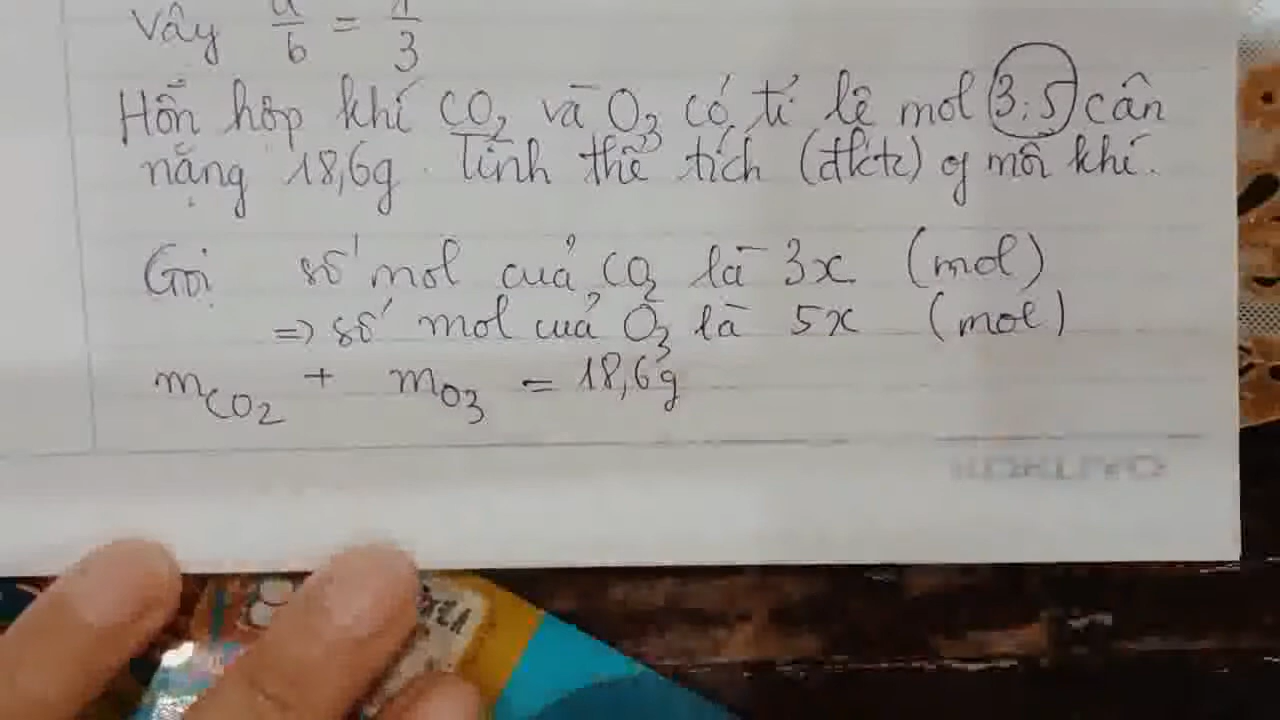 Vây a/b = 1/3
Hỗn hợp khí CO2 và O3 có tỉ lệ mol 3:5 cân
nặng 18,6g. Tính thể tích (đktc) of mỗi khí.
Gọi số mol của CO2 là 3x (mol)
=> số mol của O3 là 5x (mol)
mCO2 + mO3 = 18,6g
KOKUYO